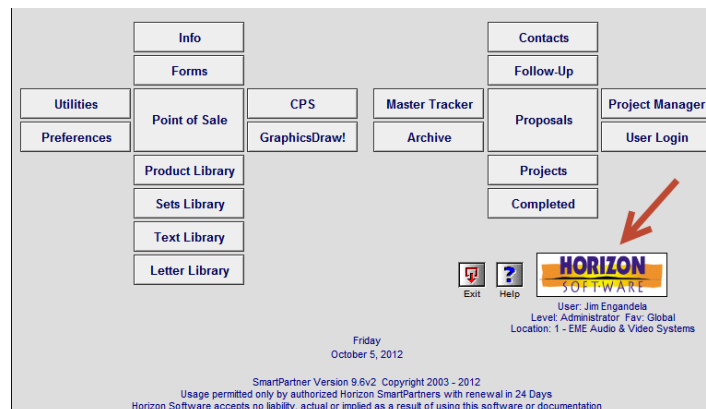 Info
Contacts
Forms
Follow-Up
Utilities
Point of Sale
CPS
Master Tracker
Proposals
Project Manager
Preferences
GraphicsDraw!
Archive
User Login
Product Library
Projects
Sets Library
Completed
Text Library
Letter Library
Exit
? Help
HORIZON
SOFTWARE
User: Jim Engandela
Level: Administrator Fav: Global
Location: 1 - EME Audio & Video Systems
Friday
October 5, 2012
SmartPartner Version 9.6v2 Copyright 2003 - 2012
Usage permitted only by authorized Horizon SmartPartners with renewal in 24 Days
Horizon Software accepts no liability, actual or implied as a result of using this software or documentation